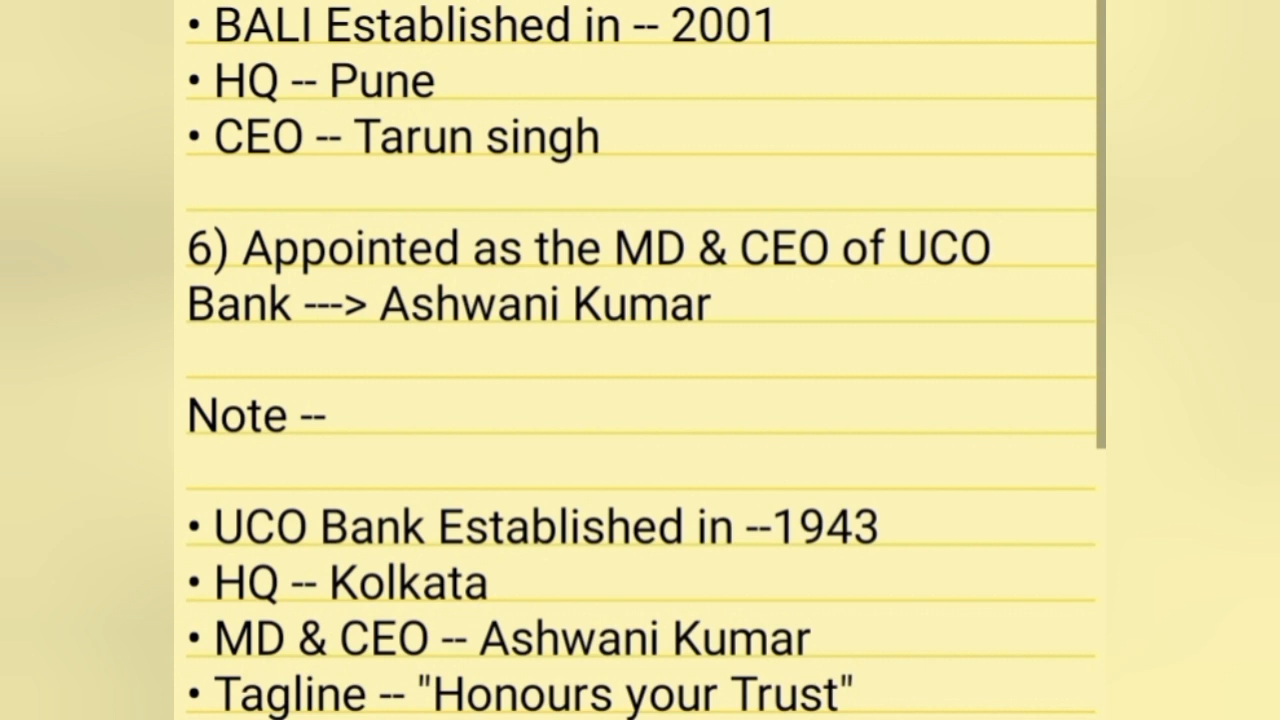 • BALI Established in -- 2001
• HQ -- Pune
• CEO -- Tarun singh
6) Appointed as the MD & CEO of UCO
Bank ---> Ashwani Kumar
Note --
• UCO Bank Established in --1943
• HQ -- Kolkata
• MD & CEO -- Ashwani Kumar
• Tagline -- "Honours your Trust"